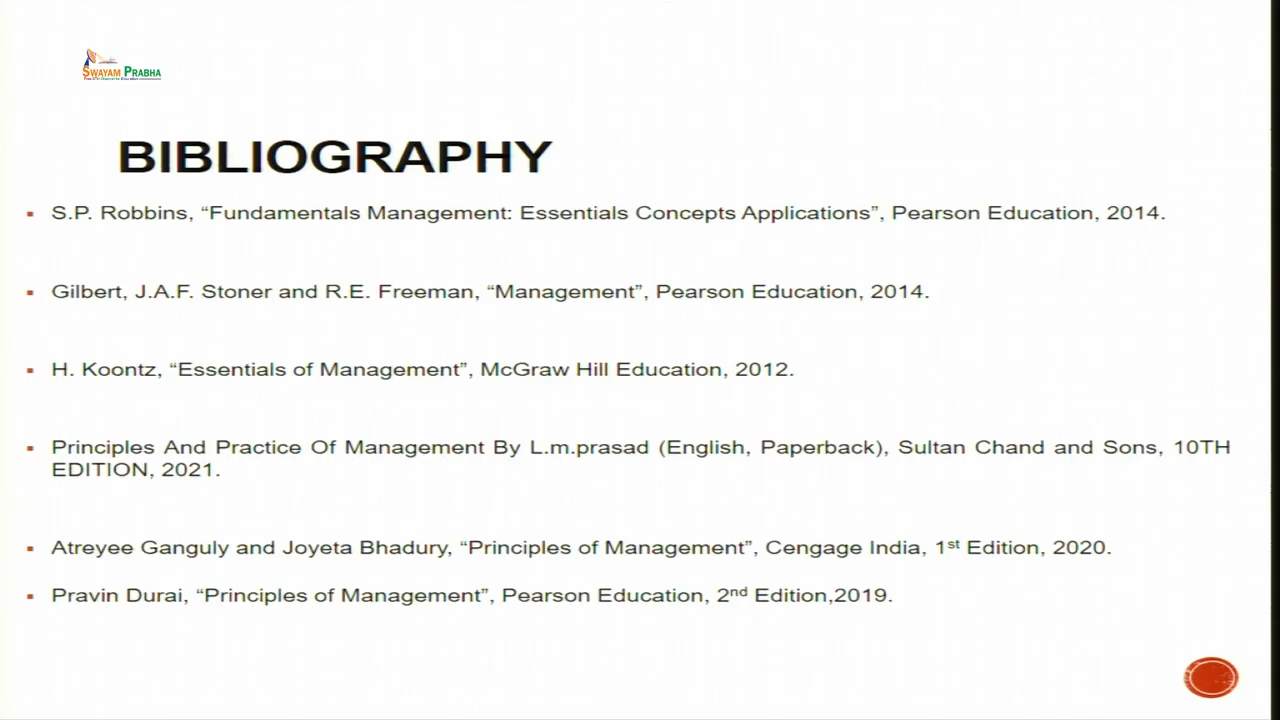 SWAYAM PRABHA
BIBLIOGRAPHY
▪ S.P. Robbins, “Fundamentals Management: Essentials Concepts Applications”, Pearson Education, 2014.
▪ Gilbert, J.A.F. Stoner and R.E. Freeman, “Management”, Pearson Education, 2014.
▪ H. Koontz, “Essentials of Management”, McGraw Hill Education, 2012.
▪ Principles And Practice Of Management By L.m.prasad (English, Paperback), Sultan Chand and Sons, 10TH
EDITION, 2021.
▪ Atreyee Ganguly and Joyeta Bhadury, “Principles of Management”, Cengage India, 1st Edition, 2020.
▪ Pravin Durai, “Principles of Management”, Pearson Education, 2nd Edition,2019.